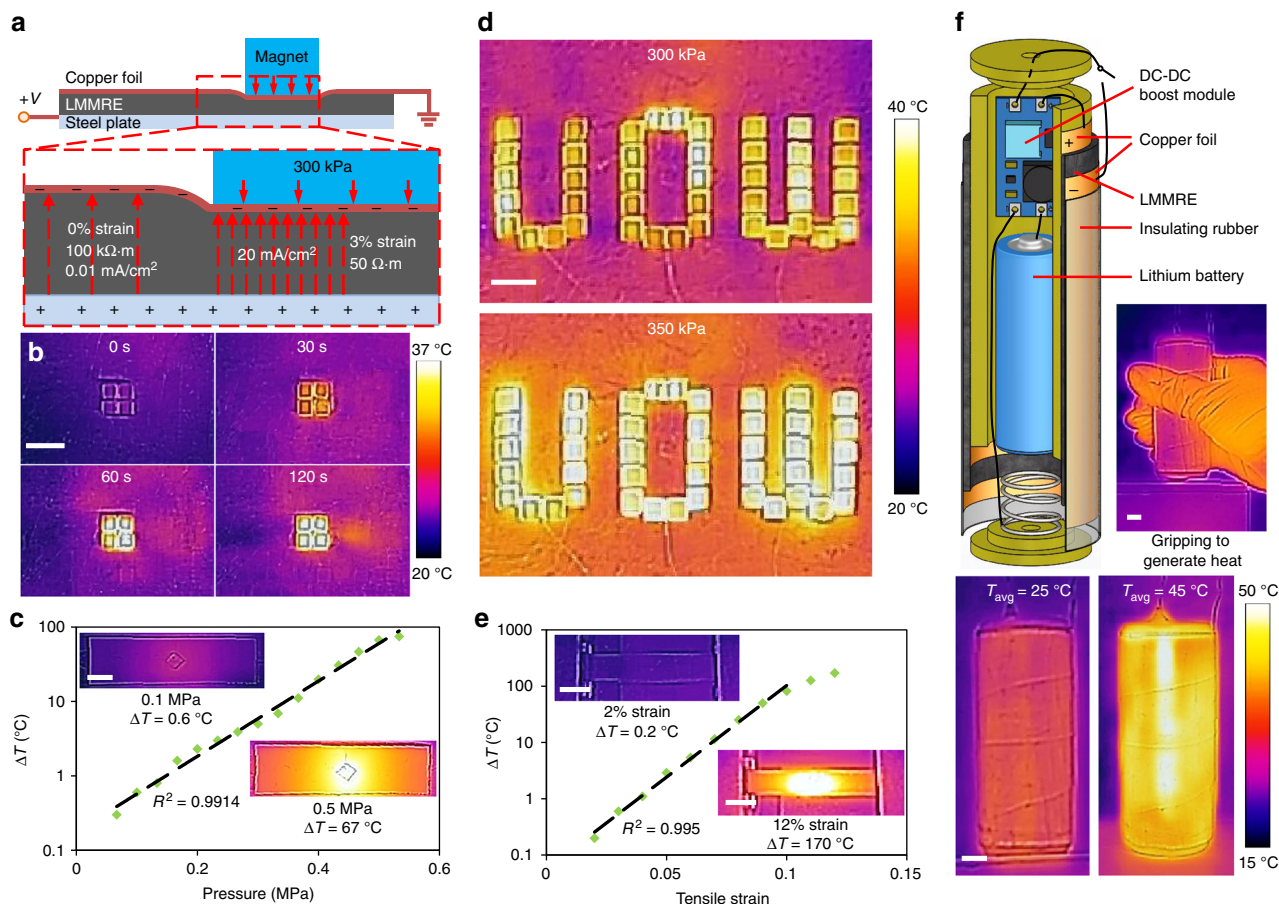 a
Magnet
Copper foil
+V
LMMRE
Steel plate
300 kPa
− − − − − − − − −
0% strain
100 kΩ·m
0.01 mA/cm²
20 mA/cm²
3% strain
50 Ω·m
+ + + + + + + + + + +
b
0 s
30 s
60 s
120 s
37 °C
20 °C
c
100
10
1
0.1
ΔT (°C)
0.1 MPa
ΔT = 0.6 °C
R² = 0.9914
0.5 MPa
ΔT = 67 °C
0
0.2
0.4
0.6
Pressure (MPa)
d
300 kPa
350 kPa
40 °C
20 °C
e
1000
100
10
1
0.1
ΔT (°C)
2% strain
ΔT = 0.2 °C
R² = 0.995
12% strain
ΔT = 170 °C
0
0.05
0.1
0.15
Tensile strain
f
DC-DC
boost module
Copper foil
+
−
LMMRE
Insulating rubber
Lithium battery
Gripping to
generate heat
Tavg = 25 °C
Tavg = 45 °C
50 °C
15 °C